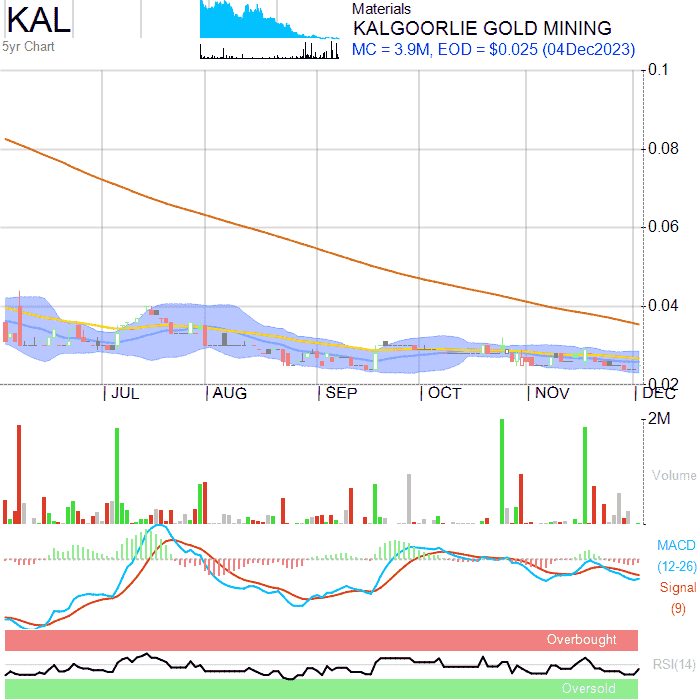 KAL
5yr Chart
Materials
KALGOORLIE GOLD MINING
MC = 3.9M, EOD = $0.025 (04Dec2023)
0.1
0.08
0.06
0.04
0.02
JUL AUG SEP OCT NOV DEC
2M
Volume
MACD
(12-26)
Signal
(9)
Overbought
RSI(14)
Oversold